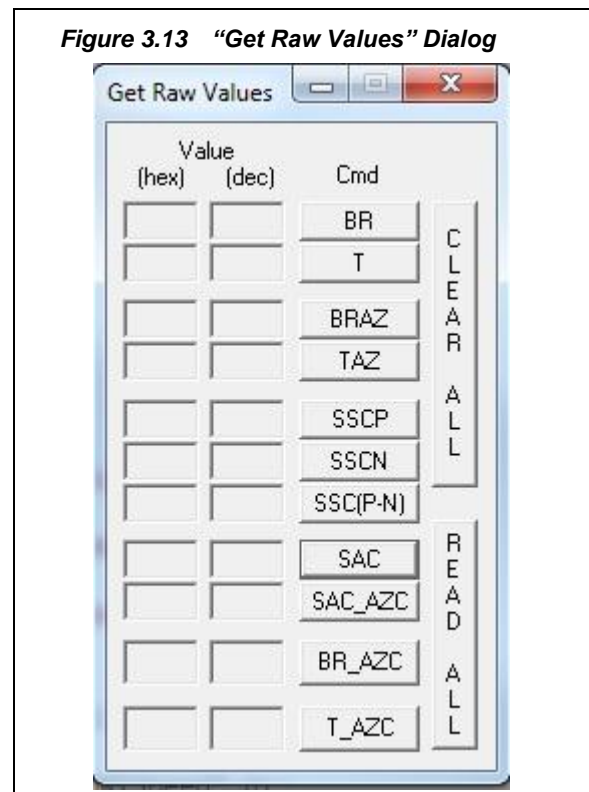 Figure 3.13 “Get Raw Values” Dialog
Get Raw Values
Value
(hex) (dec) Cmd
BR
T
BRAZ
TAZ
SSCP
SSCN
SSC(P-N)
SAC
SAC_AZC
BR_AZC
T_AZC
CLEAR ALL
READ ALL